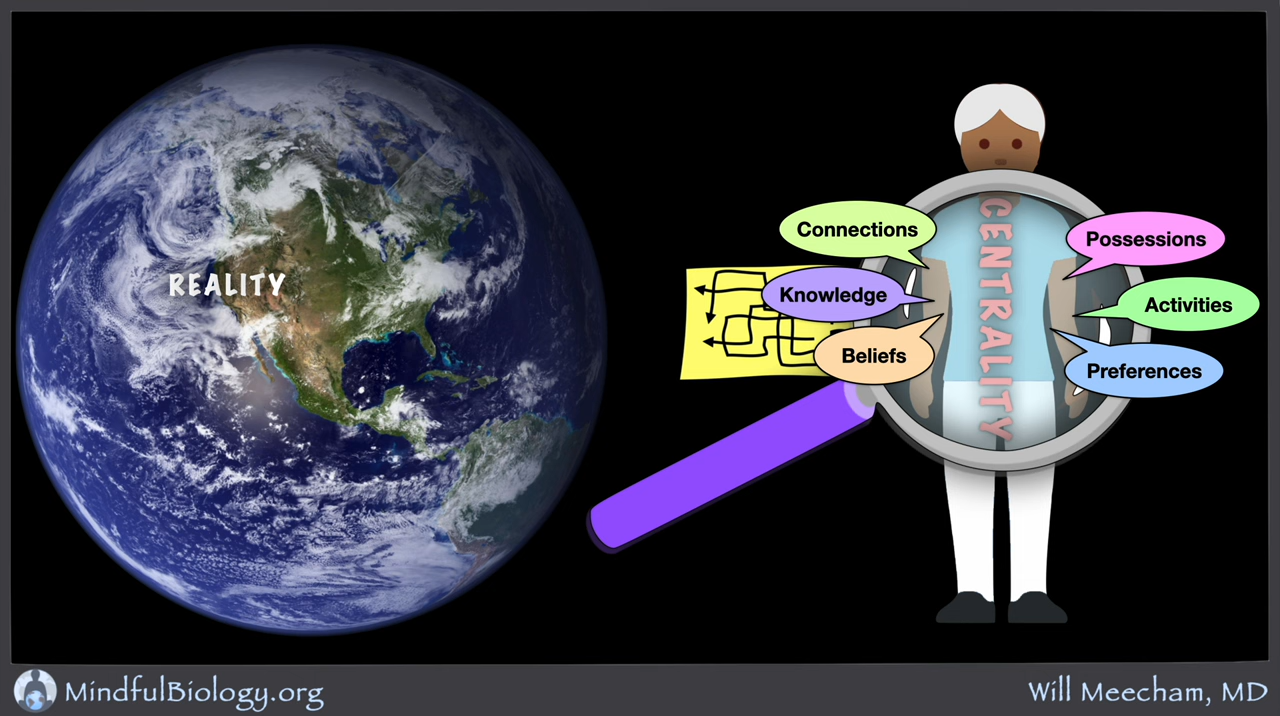 REALITY
CENTRALITY
Connections
Knowledge
Beliefs
Possessions
Activities
Preferences
MindfulBiology.org
Will Meecham, MD